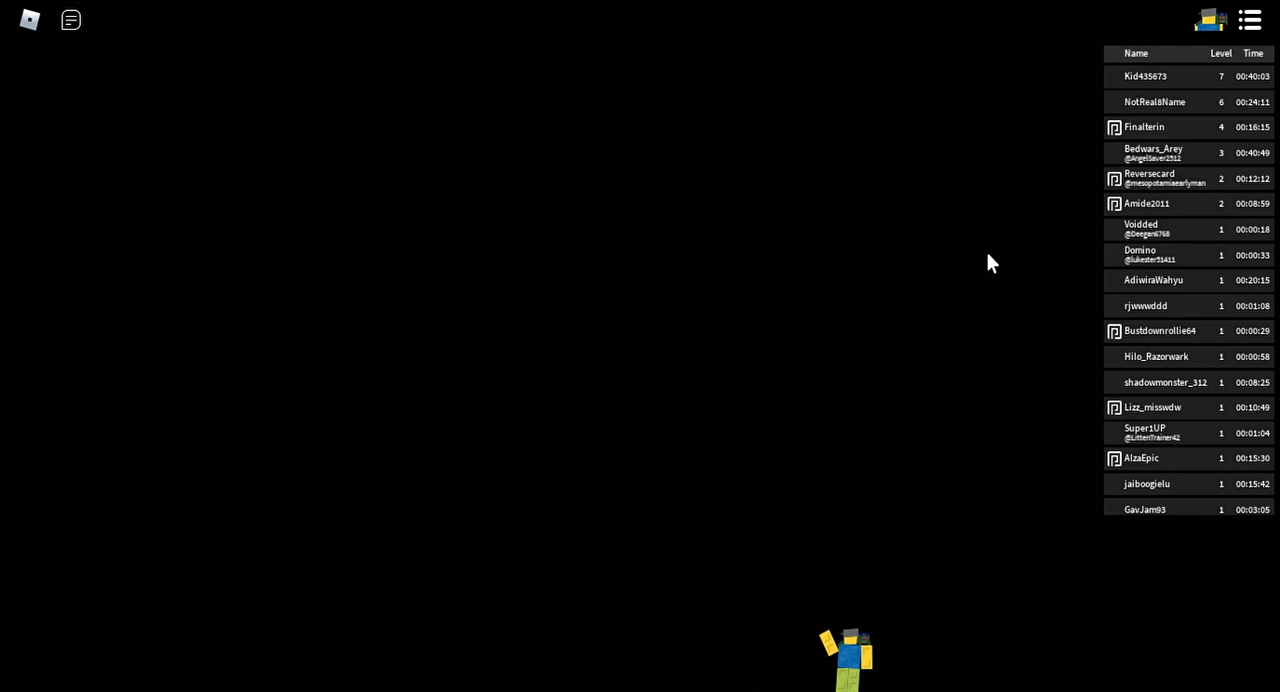 Name Level Time
Kid435673 7 00:40:03
NotReal8Name 6 00:24:11
Finalterin 4 00:16:15
Bedwars_Arey 3 00:40:49
@AngelSaver2512
Reversecard 2 00:12:12
@mesopotamiaearlyman
Amide2011 2 00:08:59
Voidded 1 00:00:18
@Deegan6768
Domino 1 00:00:33
@lukester51411
AdiwiraWahyu 1 00:20:15
rjwwwddd 1 00:01:08
Bustdownrollie64 1 00:00:29
Hilo_Razorwark 1 00:00:58
shadowmonster_312 1 00:08:25
Lizz_misswdw 1 00:10:49
Super1UP 1 00:01:04
@LittenTrainer42
AlzaEpic 1 00:15:30
jaiboogielu 1 00:15:42
GavJam93 1 00:03:05